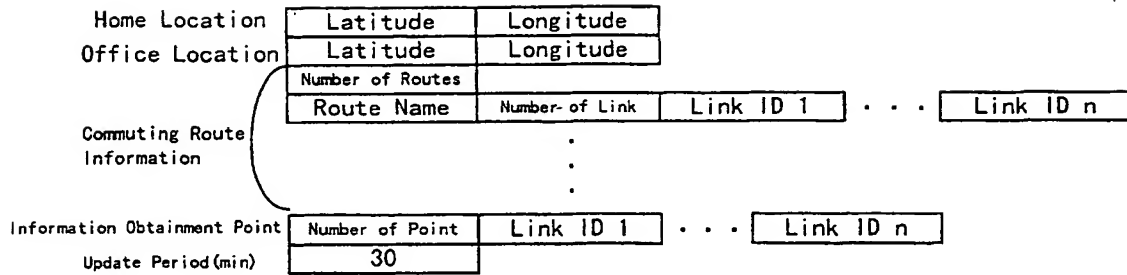 Home Location Latitude Longitude
Office Location Latitude Longitude
Number of Routes
Route Name Number- of Link Link ID 1 · · · Link ID n
Commuting Route
Information
Information Obtainment Point Number of Point Link ID 1 · · · Link ID n
Update Period(min) 30